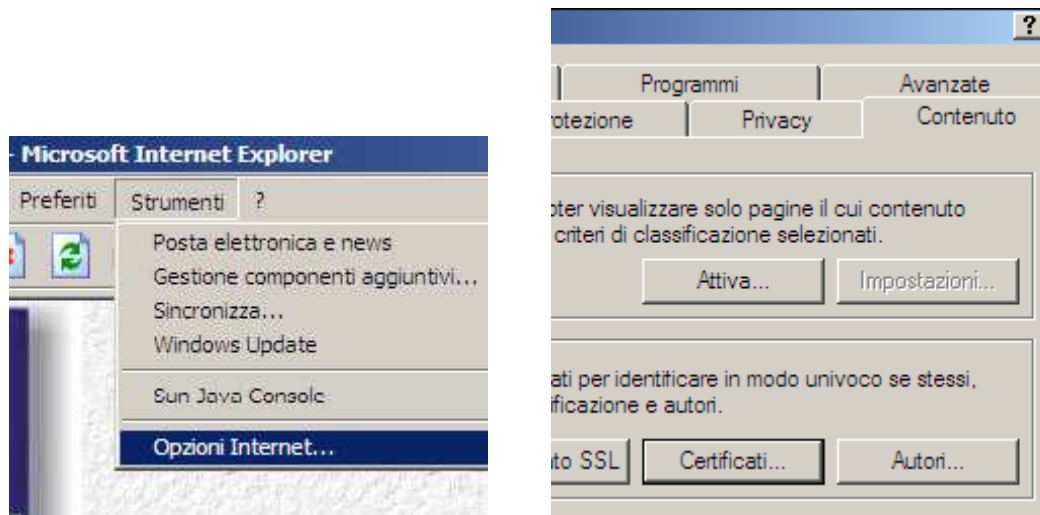 - Microsoft Internet Explorer
Preferiti Strumenti ?
Posta elettronica e news
Gestione componenti aggiuntivi...
Sincronizza...
Windows Update
Sun Java Console
Opzioni Internet...
?
Programmi Avanzate
otezione Privacy Contenuto
oter visualizzare solo pagine il cui contenuto
criteri di classificazione selezionati.
Attiva... Impostazioni...
ati per identificare in modo univoco se stessi,
ificazione e autori.
to SSL Certificati... Autori...